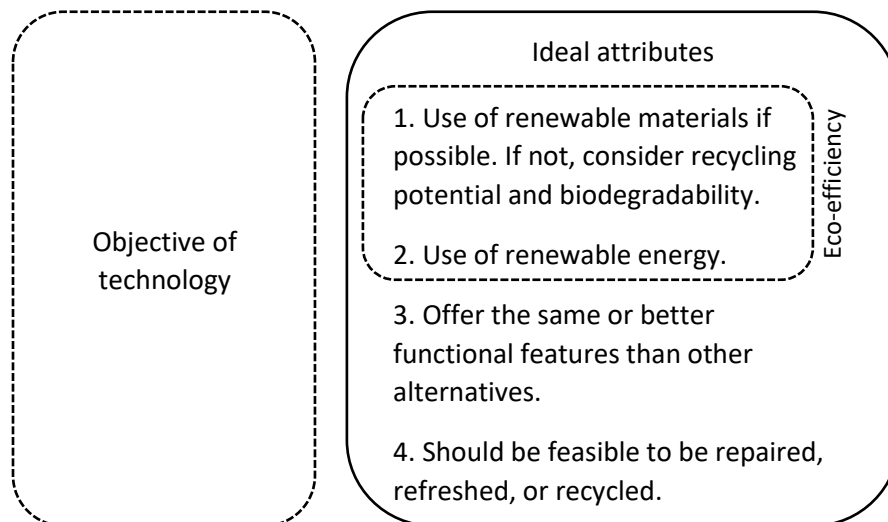 Objective of
technology
Ideal attributes
1. Use of renewable materials if
possible. If not, consider recycling
potential and biodegradability.
2. Use of renewable energy.
Eco-efficiency
3. Offer the same or better
functional features than other
alternatives.
4. Should be feasible to be repaired,
refreshed, or recycled.